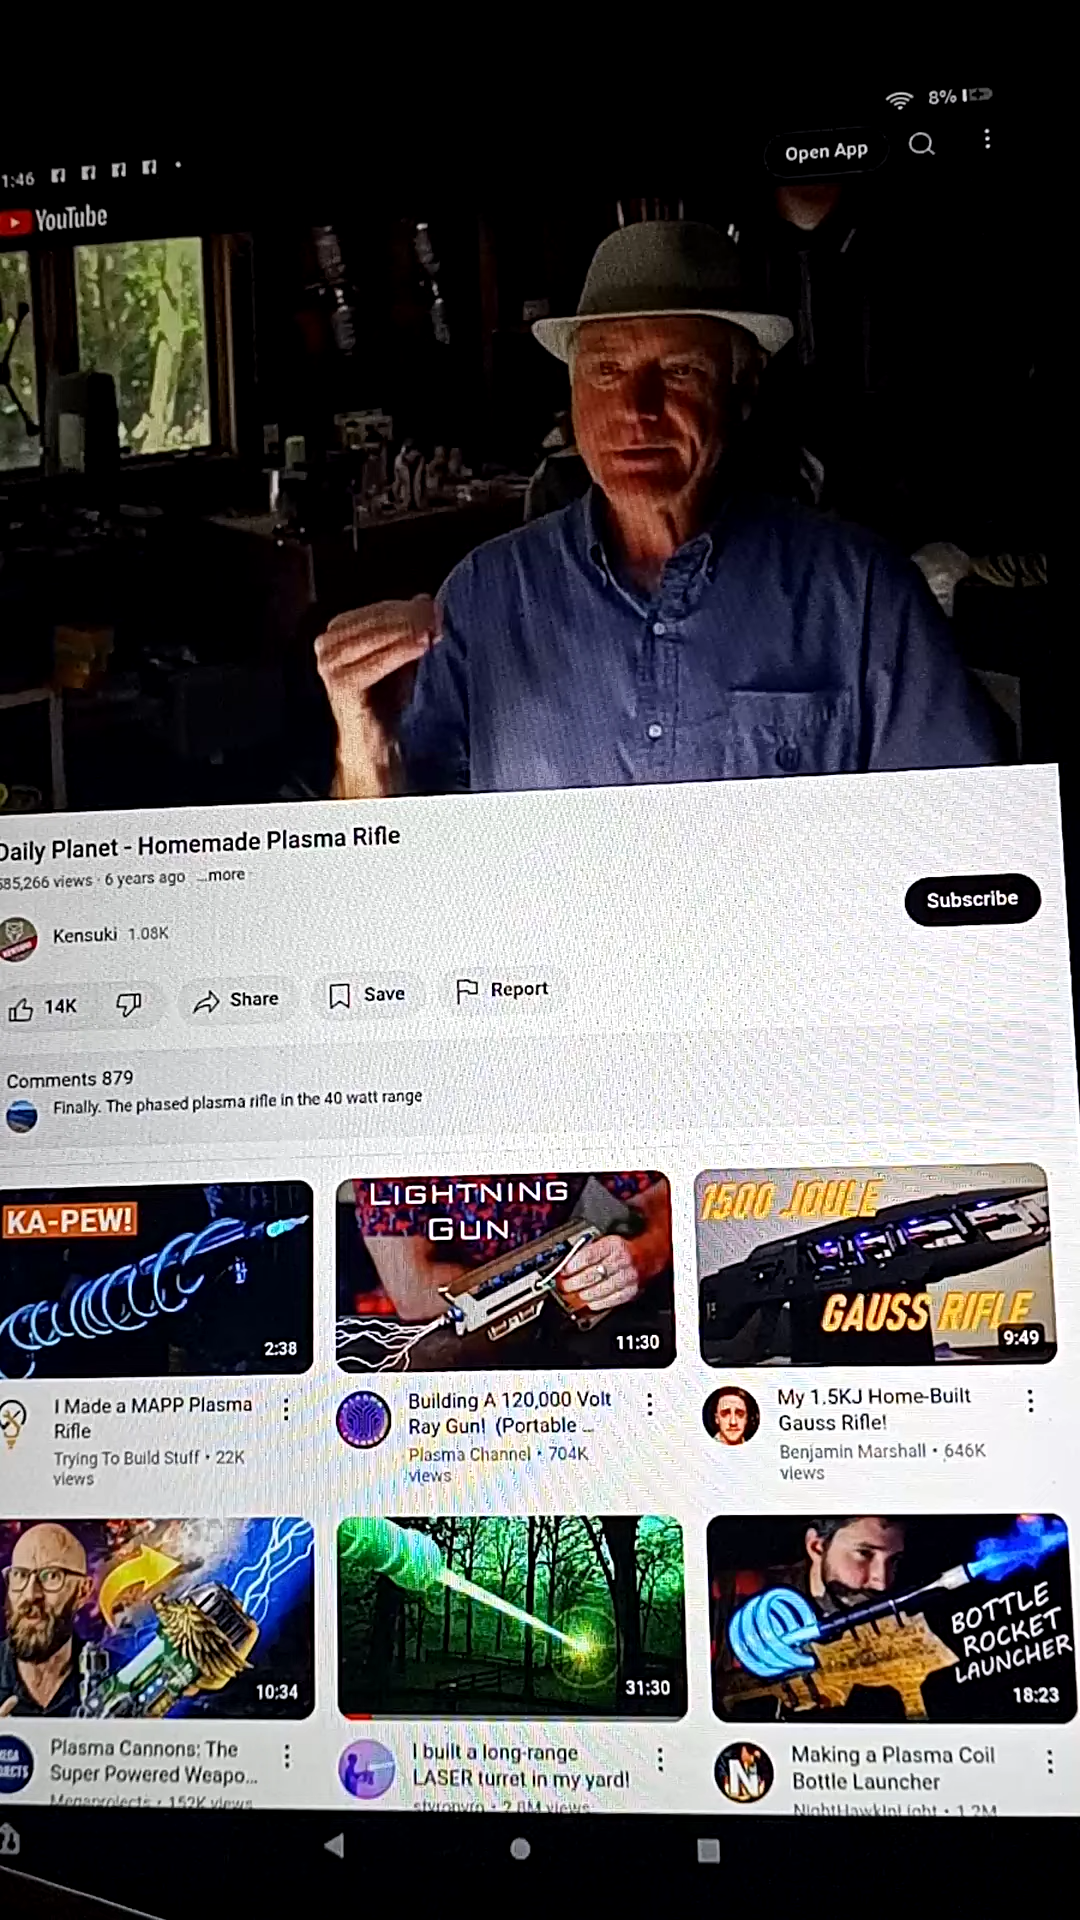 8%
1:46
Open App
YouTube
Daily Planet - Homemade Plasma Rifle
585,266 views · 6 years ago ...more
Kensuki 1.08K
Subscribe
14K
Share
Save
Report
Comments 879
Finally. The phased plasma rifle in the 40 watt range
KA-PEW!
2:38
LIGHTNING
GUN
11:30
1500 JOULE
GAUSS RIFLE
9:49
I Made a MAPP Plasma
Rifle
Trying To Build Stuff • 22K
views
Building A 120,000 Volt
Ray Gun! (Portable ...
Plasma Channel • 704K
views
My 1.5KJ Home-Built
Gauss Rifle!
Benjamin Marshall • 646K
views
10:34
31:30
BOTTLE
ROCKET
LAUNCHER
18:23
Plasma Cannons: The
Super Powered Weapo...
Megaprojects • 152K views
I built a long-range
LASER turret in my yard!
styropyro • 2.0M views
Making a Plasma Coil
Bottle Launcher
NightHawkInLight • 1.2M